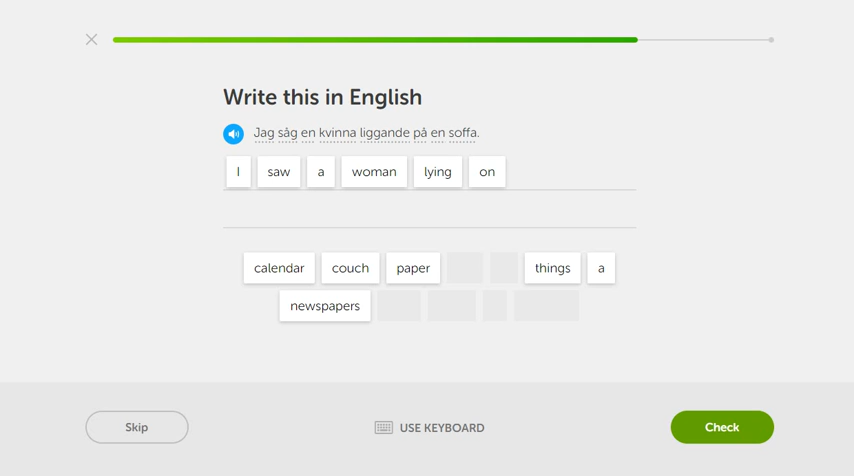 Write this in English
Jag såg en kvinna liggande på en soffa.
I saw a woman lying on
calendar couch paper things a
newspapers
Skip USE KEYBOARD Check